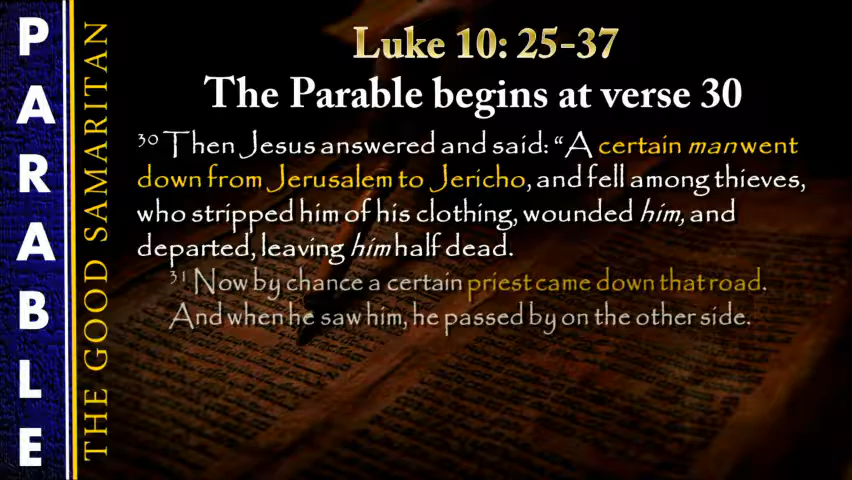 PARABLE
THE GOOD SAMARITAN
Luke 10: 25-37
The Parable begins at verse 30
30 Then Jesus answered and said: “A certain man went
down from Jerusalem to Jericho, and fell among thieves,
who stripped him of his clothing, wounded him, and
departed, leaving him half dead.
31 Now by chance a certain priest came down that road.
And when he saw him, he passed by on the other side.